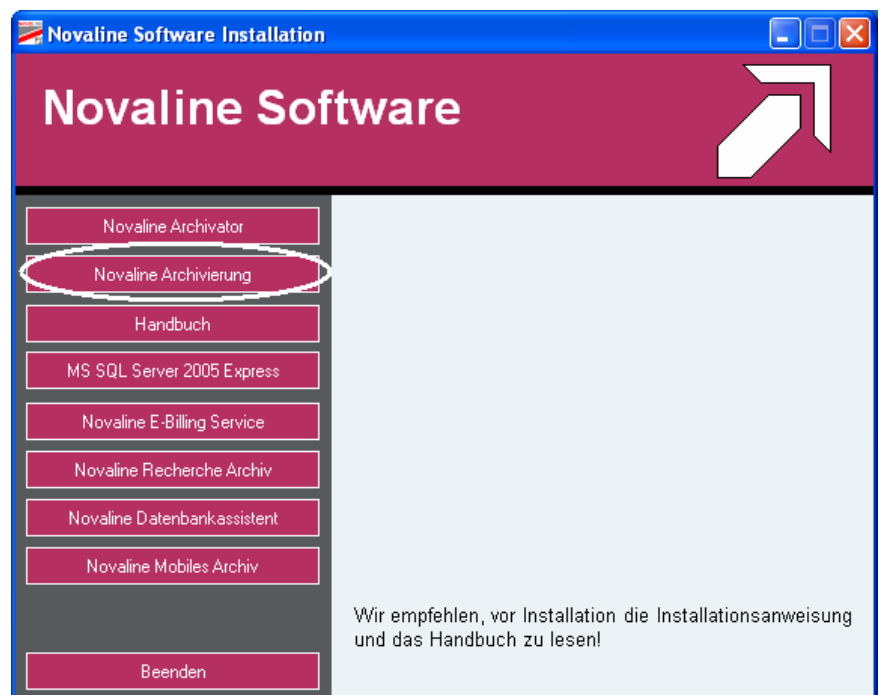 Novaline Software Installation
Novaline Software
Novaline Archivator
Novaline Archivierung
Handbuch
MS SQL Server 2005 Express
Novaline E-Billing Service
Novaline Recherche Archiv
Novaline Datenbankassistent
Novaline Mobiles Archiv
Wir empfehlen, vor Installation die Installationsanweisung
und das Handbuch zu lesen!
Beenden